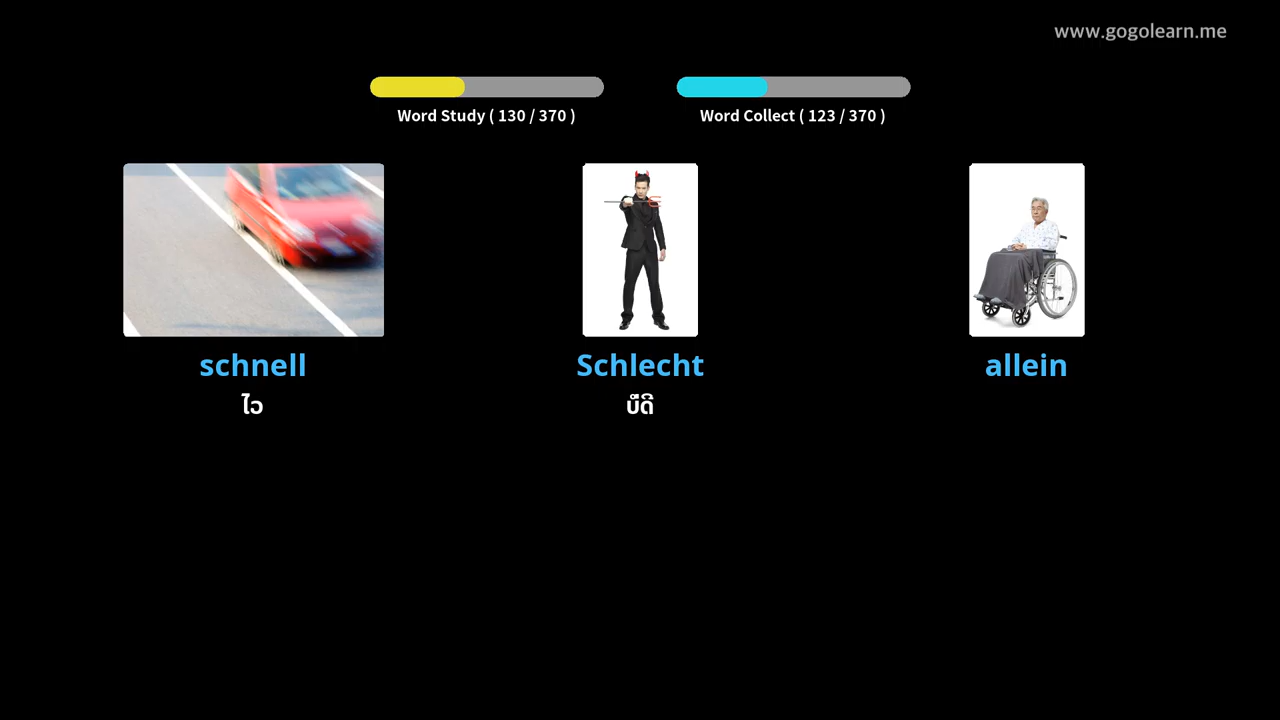 www.gogolearn.me
Word Study ( 130 / 370 )
Word Collect ( 123 / 370 )
schnell
Schlecht
allein
ໄວ
ບໍ່ດີ